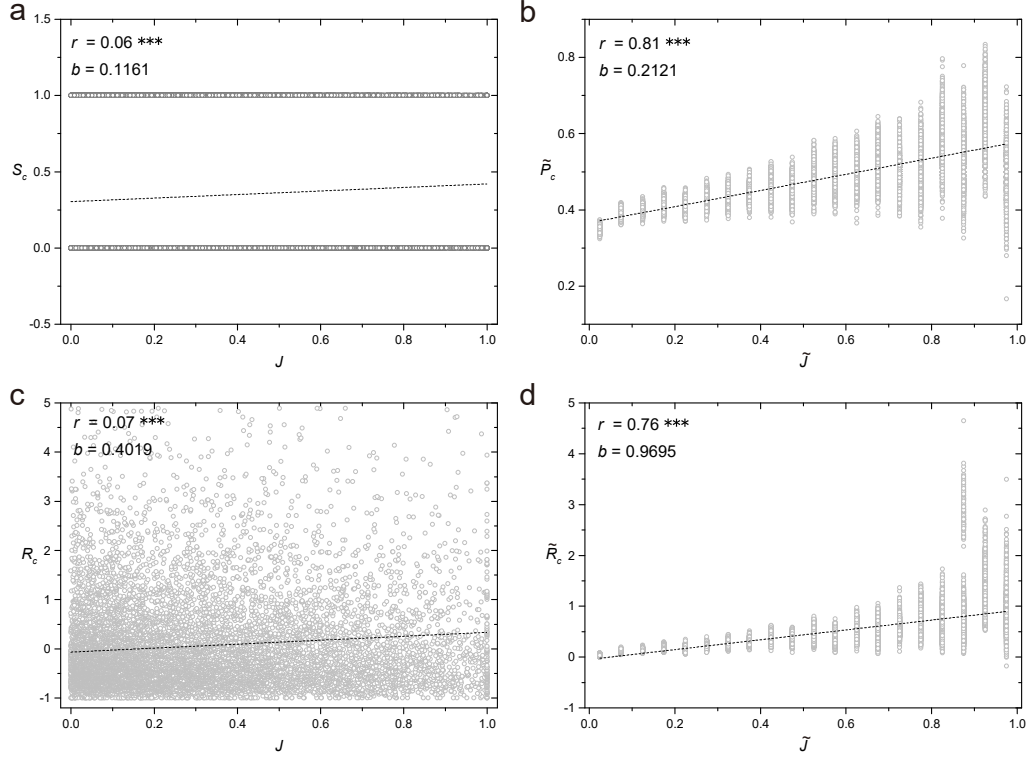 a
1.5
1.0
0.5
0.0
-0.5
r = 0.06 ***
b = 0.1161
S_c
0.0 0.2 0.4 0.6 0.8 1.0
J
b
0.8
0.6
0.4
0.2
r = 0.81 ***
b = 0.2121
P̃_c
0.0 0.2 0.4 0.6 0.8 1.0
J̃
c
5
4
3
2
1
0
-1
r = 0.07 ***
b = 0.4019
R_c
0.0 0.2 0.4 0.6 0.8 1.0
J
d
5
4
3
2
1
0
-1
r = 0.76 ***
b = 0.9695
R̃_c
0.0 0.2 0.4 0.6 0.8 1.0
J̃